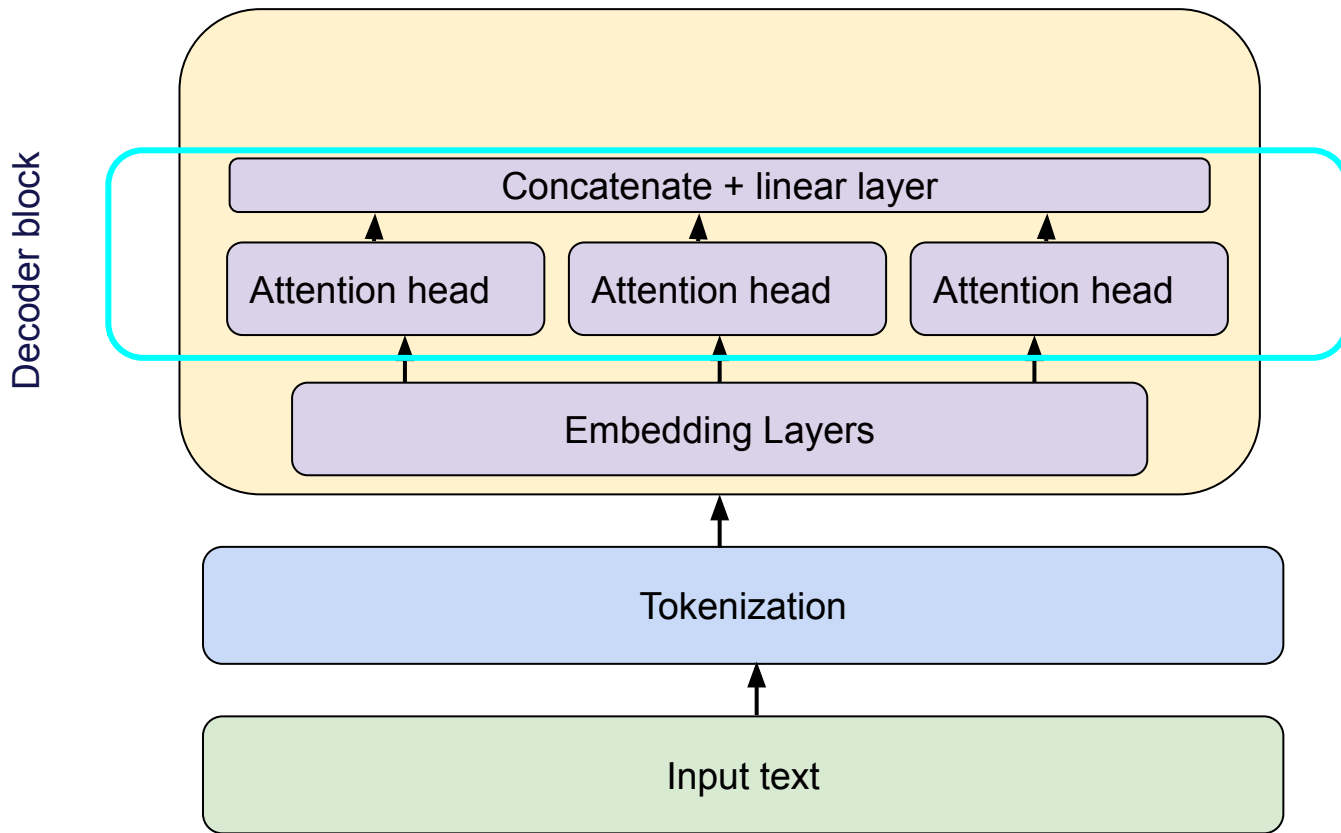 Decoder block
Concatenate + linear layer
Attention head
Attention head
Attention head
Embedding Layers
Tokenization
Input text